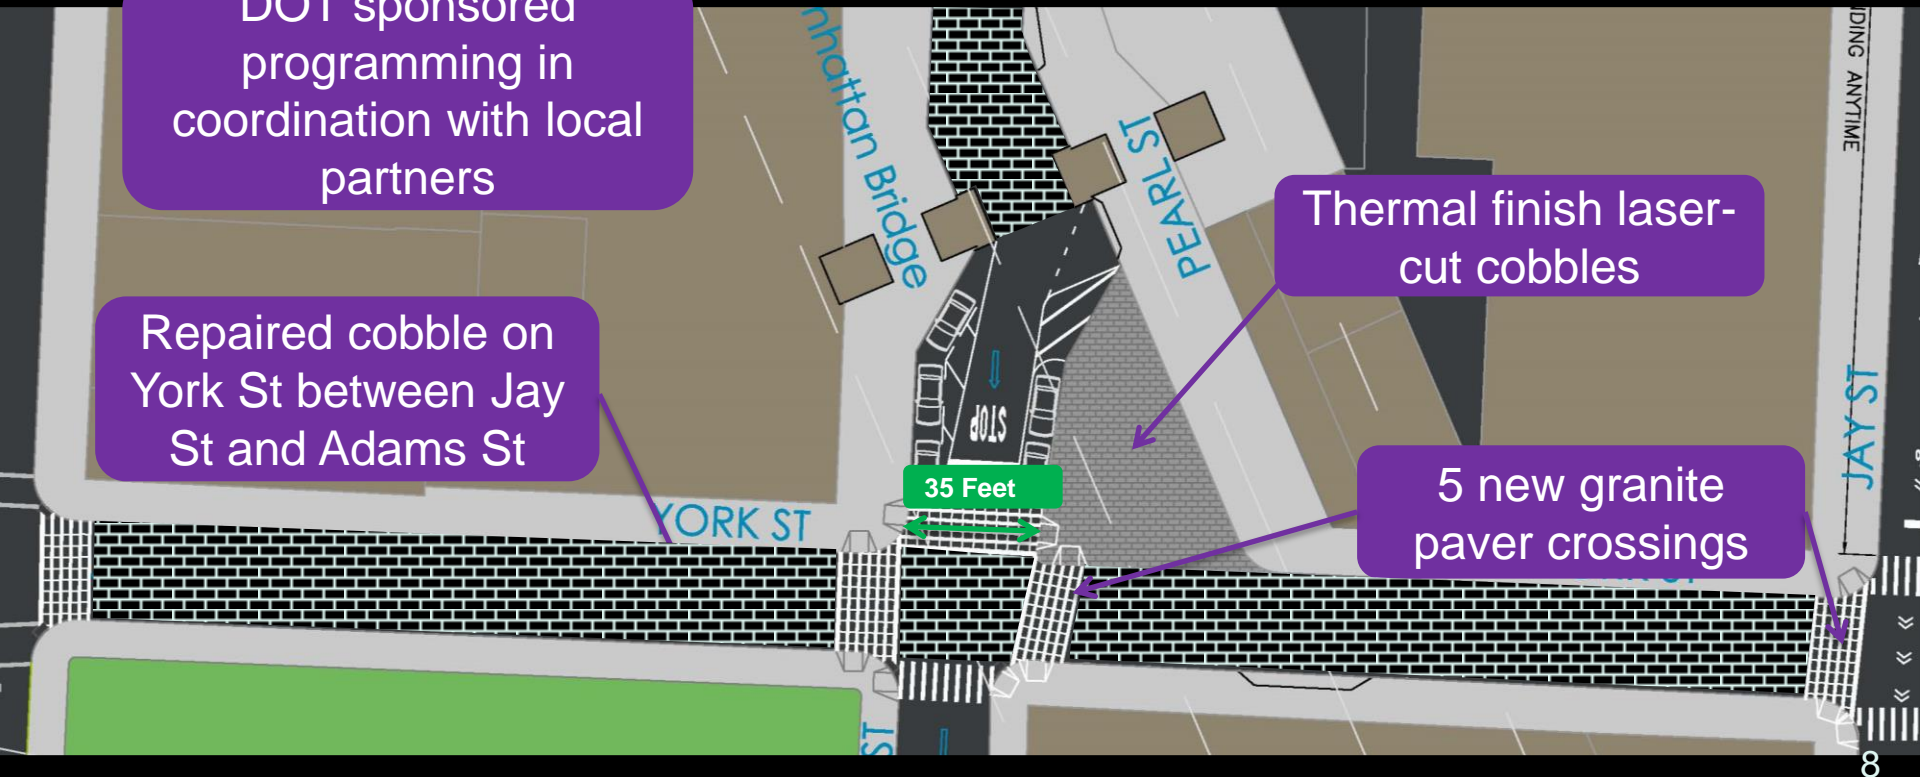 DOT sponsored
programming in
coordination with local
partners
nhattan Bridge
PEARL ST
NDING ANYTIME
Thermal finish laser-
cut cobbles
Repaired cobble on
York St between Jay
St and Adams St
STOP
JAY ST
35 Feet
YORK ST
5 new granite
paver crossings
ST
8